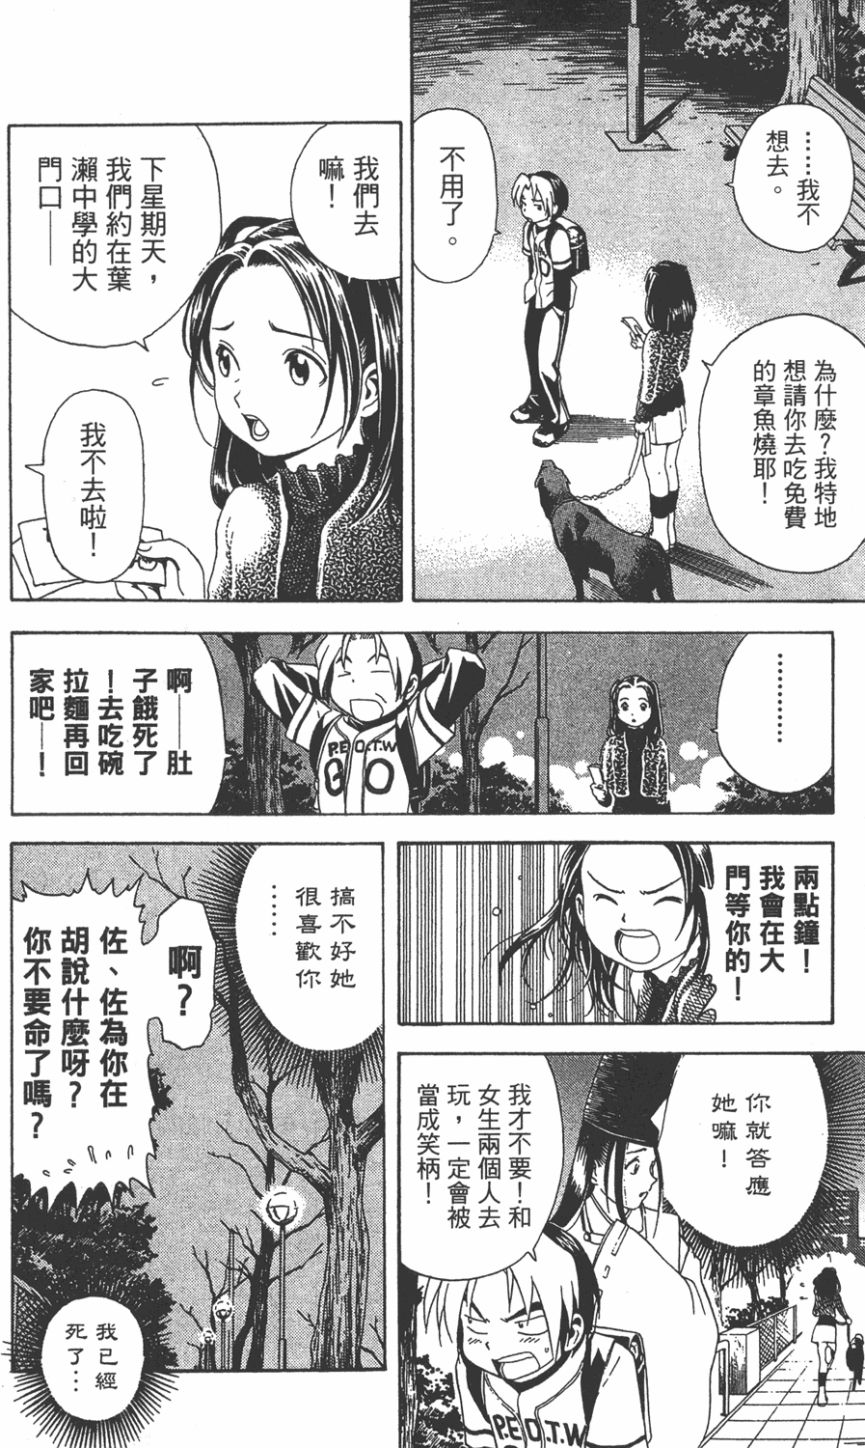 ……我不
想去。
不用了。
為什麼?我特地
想請你去吃免費
的章魚燒耶!
我們去
嘛!
下星期天,
我們約在葉
瀨中學的大
門口——
我不去啦!
…………
P.E.O.T.W
GO
啊——肚
子餓死了
!去吃碗
拉麵再回
家吧——!
兩點鐘!
我會在大
門等你的!
你就答應
她嘛!
我才不要!和
女生兩個人去
玩,一定會被
當成笑柄!
P.E.O.T.W
搞不好她
很喜歡你
……
啊?
佐、佐為你在
胡說什麼呀?
你不要命了嗎?
我已經
死了…